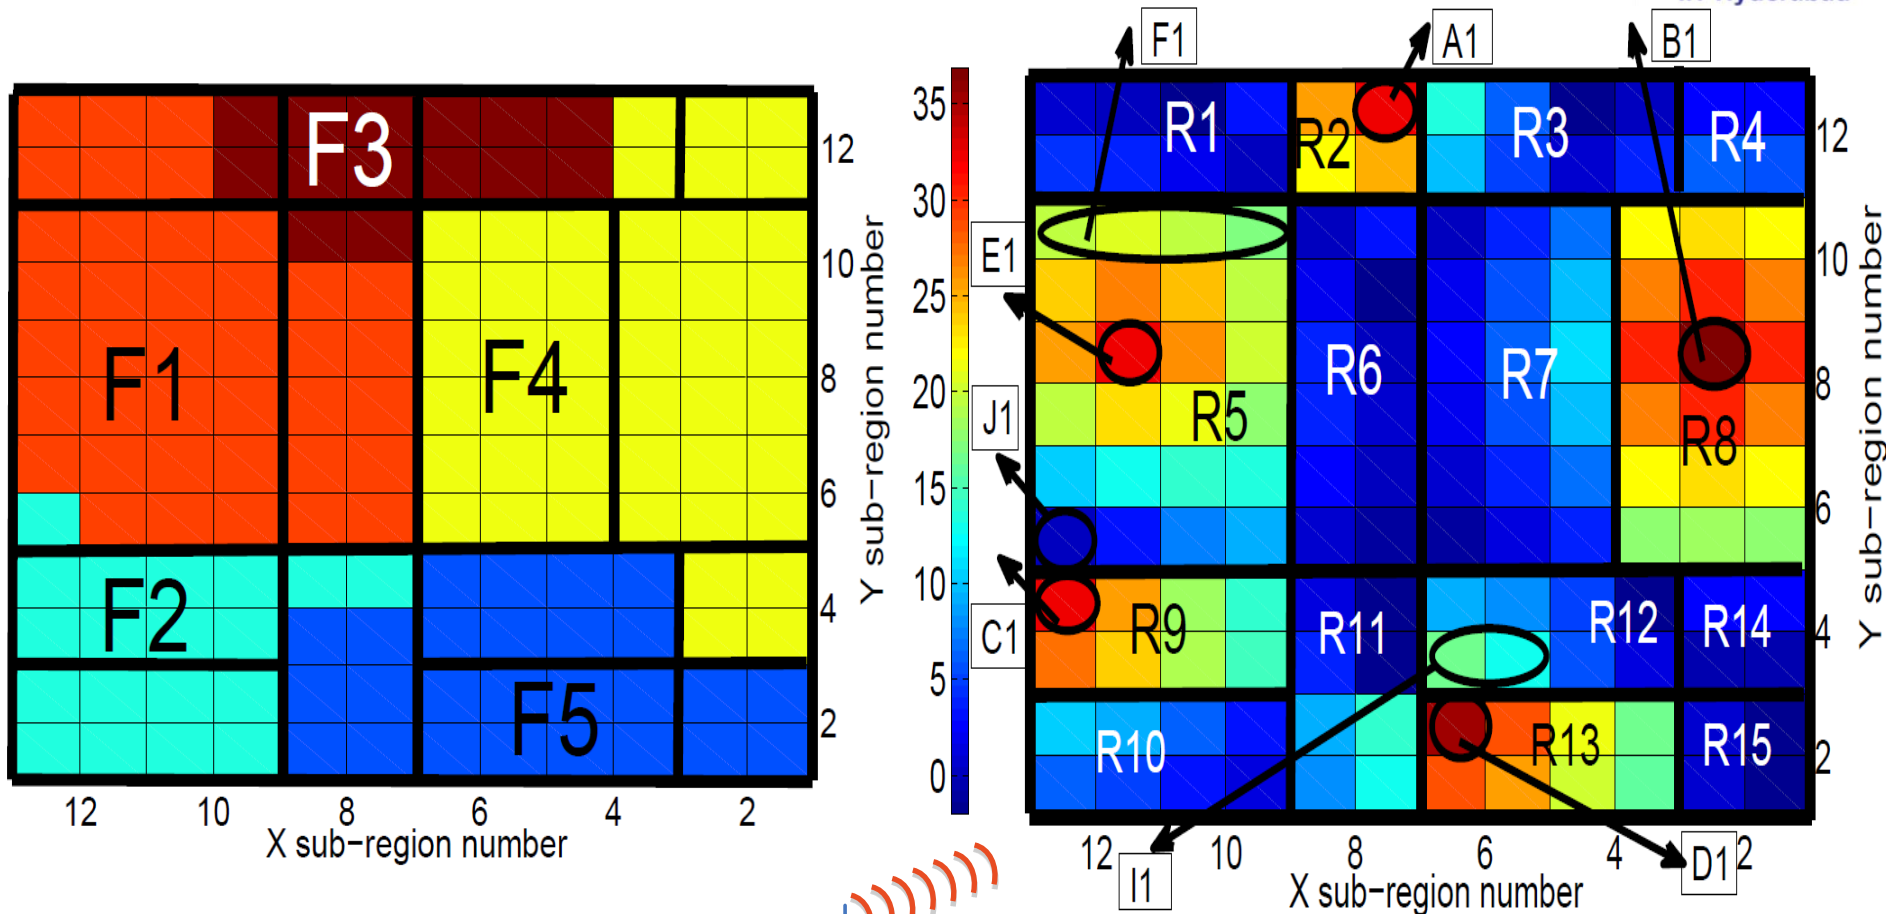 F1
A1
B1
F3
12
10
8
6
4
2
F1
F4
F2
F5
Y sub-region number
12
10
8
6
4
2
X sub-region number
35
30
25
20
15
10
5
0
E1
J1
C1
R1
R2
R3
R4
R5
R6
R7
R8
R9
R11
R12
R14
R10
R13
R15
12
10
8
6
4
2
Y sub-region number
12
10
8
6
4
2
I1
D1
X sub-region number